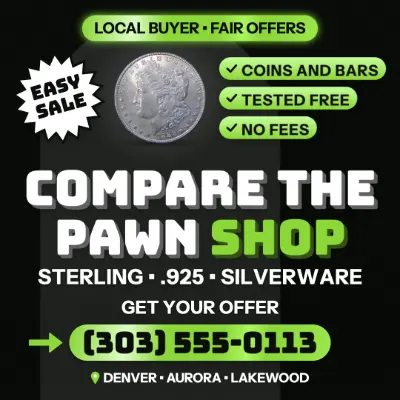 LOCAL BUYER • FAIR OFFERS
EASY
SALE
✓ COINS AND BARS
✓ TESTED FREE
✓ NO FEES
COMPARE THE
PAWN SHOP
STERLING • .925 • SILVERWARE
GET YOUR OFFER
(303) 555-0113
DENVER • AURORA • LAKEWOOD